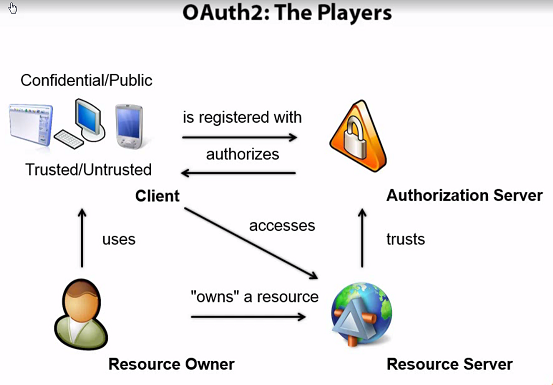 OAuth2: The Players
Confidential/Public
is registered with
authorizes
Trusted/Untrusted
Client
Authorization Server
accesses
uses
trusts
"owns" a resource
Resource Owner
Resource Server